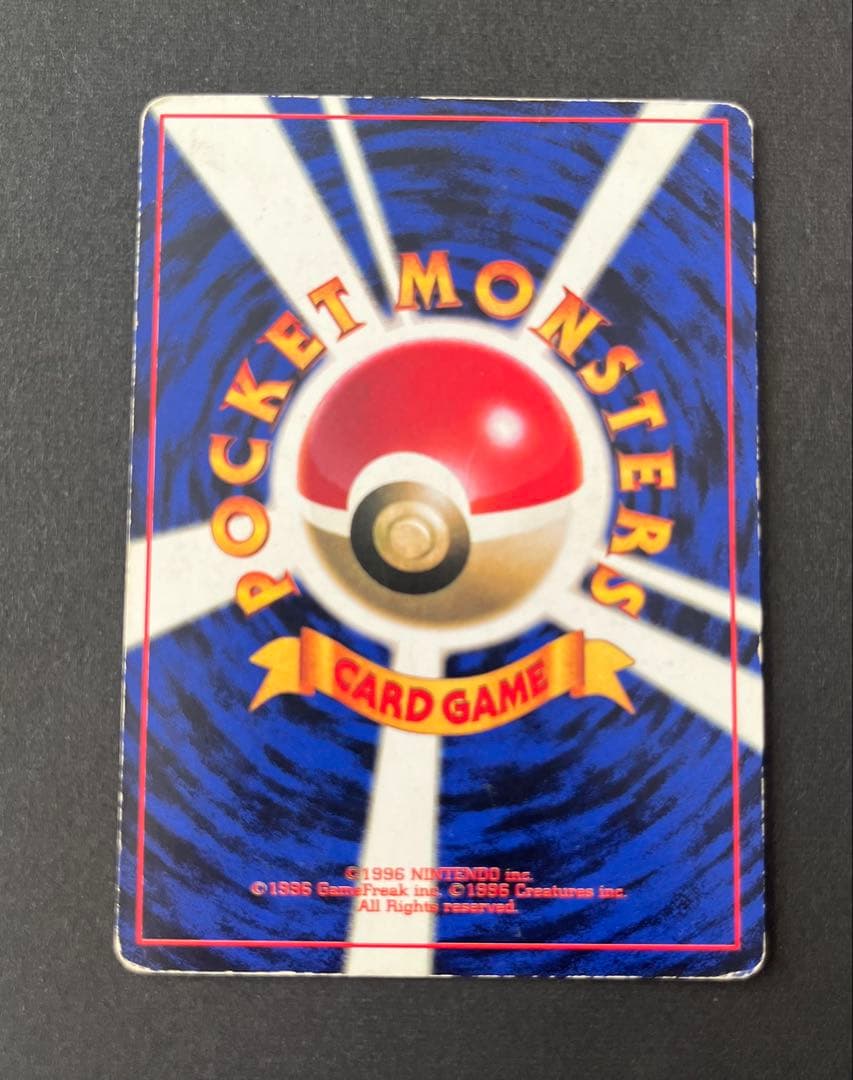 POCKET MONSTERS
CARD GAME
©1996 NINTENDO inc.
©1996 GameFreak inc. ©1996 Creatures inc.
All Rights reserved.